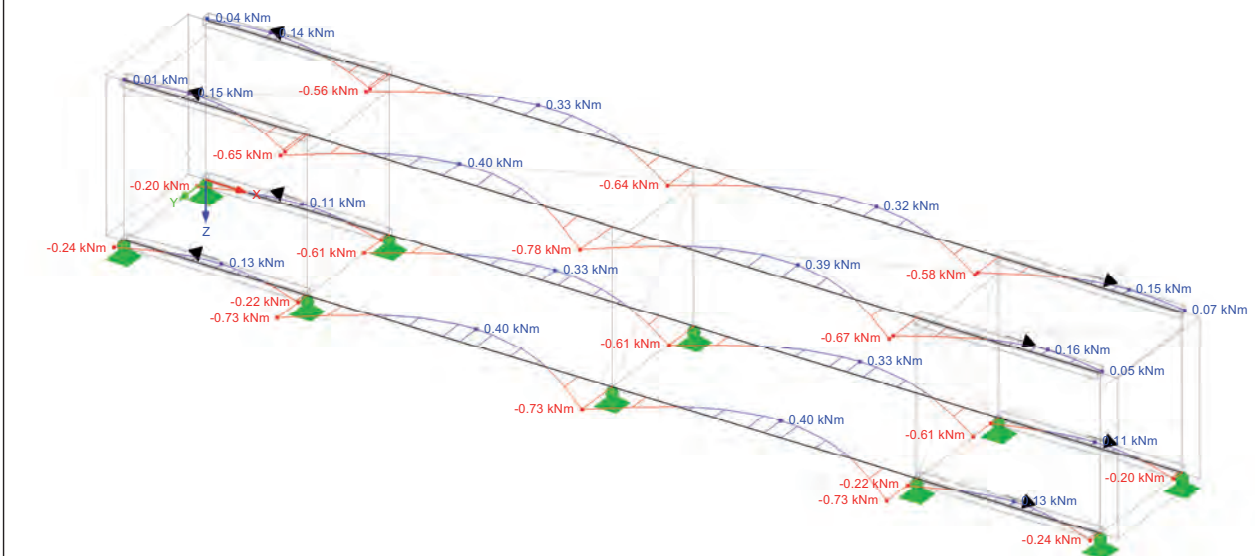 0.04 kNm
0.14 kNm
0.01 kNm
0.15 kNm
-0.56 kNm
0.33 kNm
-0.65 kNm
0.40 kNm
-0.64 kNm
-0.20 kNm
X
Y
Z
0.11 kNm
0.32 kNm
-0.24 kNm
-0.61 kNm
-0.78 kNm
0.13 kNm
0.33 kNm
0.39 kNm
-0.58 kNm
0.15 kNm
-0.22 kNm
-0.73 kNm
0.07 kNm
0.40 kNm
-0.61 kNm
-0.67 kNm
0.16 kNm
0.33 kNm
0.05 kNm
-0.73 kNm
0.40 kNm
-0.61 kNm
0.11 kNm
-0.20 kNm
-0.22 kNm
-0.73 kNm
0.13 kNm
-0.24 kNm